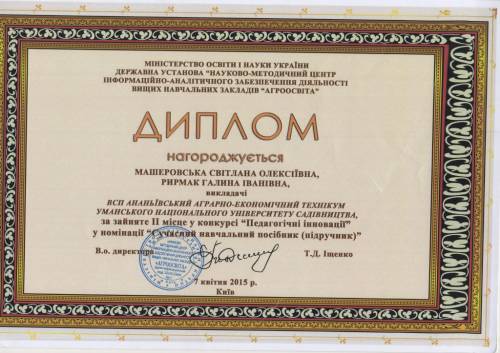 МІНІСТЕРСТВО ОСВІТИ І НАУКИ УКРАЇНИ
ДЕРЖАВНА УСТАНОВА "НАУКОВО-МЕТОДИЧНИЙ ЦЕНТР
ІНФОРМАЦІЙНО-АНАЛІТИЧНОГО ЗАБЕЗПЕЧЕННЯ ДІЯЛЬНОСТІ
ВИЩИХ НАВЧАЛЬНИХ ЗАКЛАДІВ "АГРООСВІТА"
ДИПЛОМ
нагороджується
МАШЕРОВСЬКА СВІТЛАНА ОЛЕКСІЇВНА,
РИРМАК ГАЛИНА ІВАНІВНА,
викладачі
ВСП АНАНЬЇВСЬКИЙ АГРАРНО-ЕКОНОМІЧНИЙ ТЕХНІКУМ
УМАНСЬКОГО НАЦІОНАЛЬНОГО УНІВЕРСИТЕТУ САДІВНИЦТВА,
за зайняте ІІ місце у конкурсі "Педагогічні інновації"
у номінації "Сучасний навчальний посібник (підручник)"
В.о. директора Т.Д. Іщенко
"АГРООСВІТА"
7 квітня 2015 р.
Київ